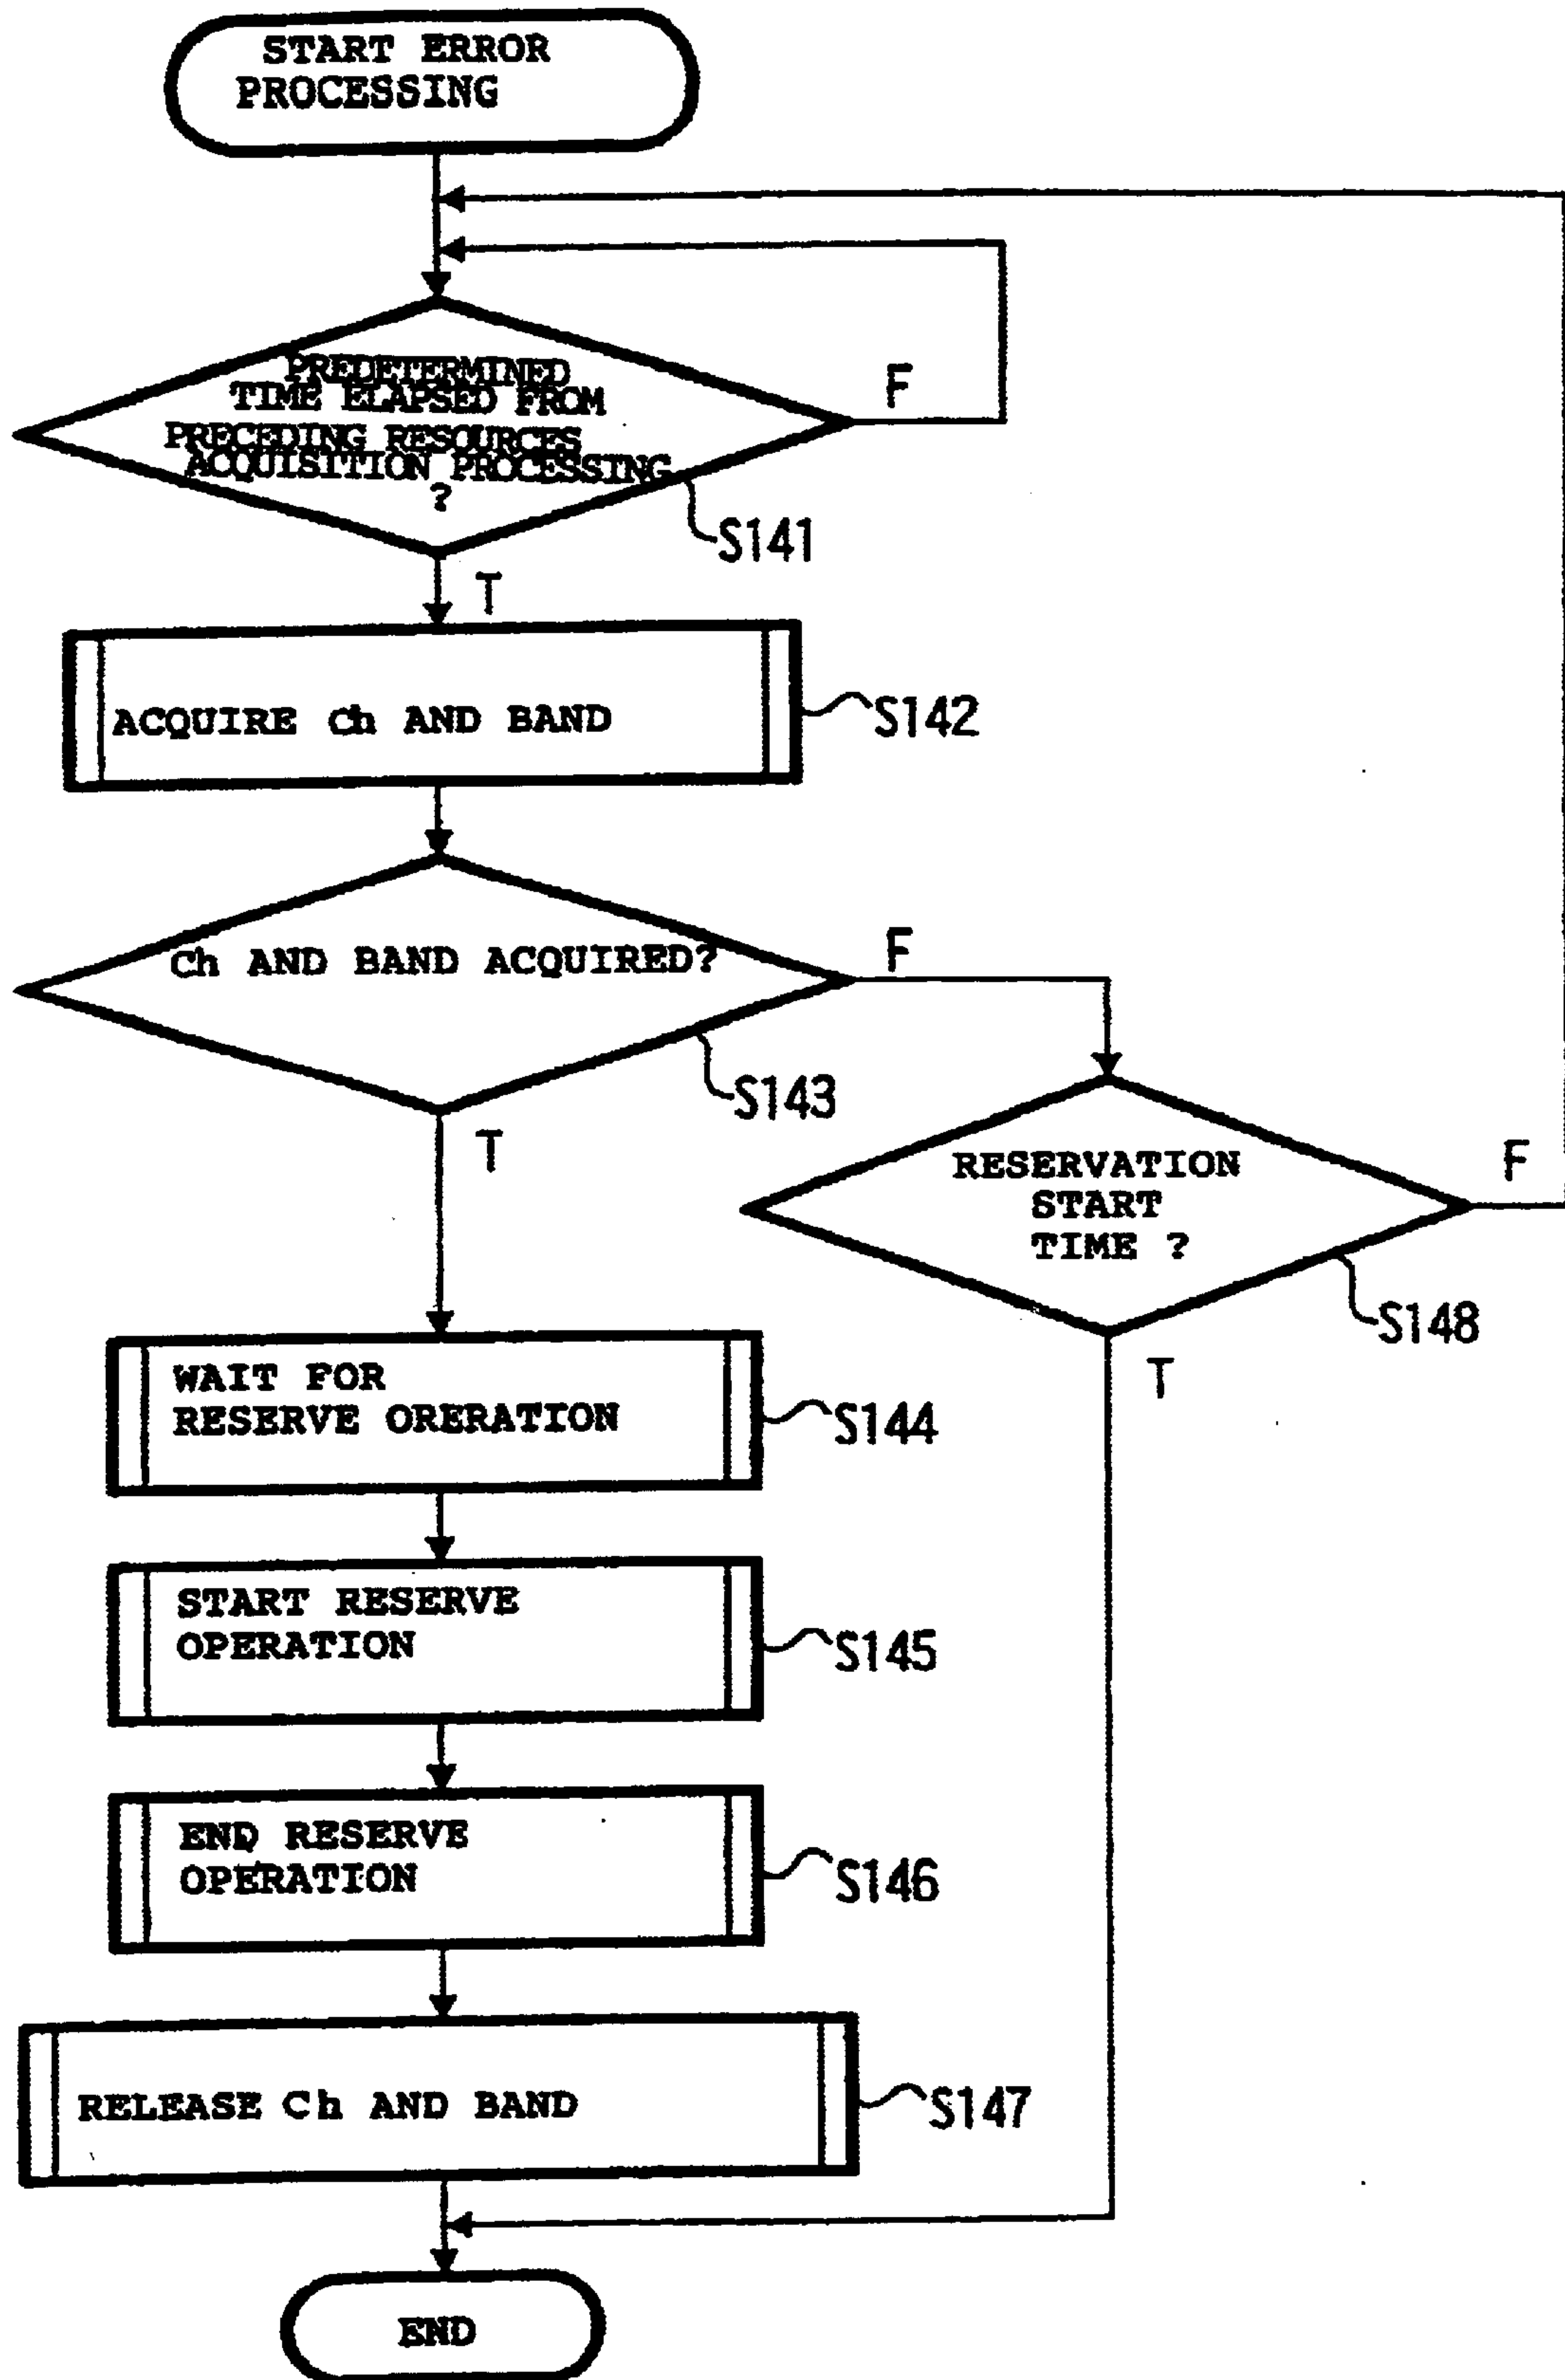 START ERROR
PROCESSING
PREDETERMINED
TIME ELAPSED FROM
PRECEDING RESOURCES
ACQUISITION PROCESSING
?
F
S141
T
ACQUIRE Ch AND BAND
S142
Ch AND BAND ACQUIRED?
F
S143
T
RESERVATION
START
TIME ?
F
S148
T
WAIT FOR
RESERVE ORERATION
S144
START RESERVE
OPERATION
S145
END RESERVE
OPERATION
S146
RELEASE Ch AND BAND
S147
END